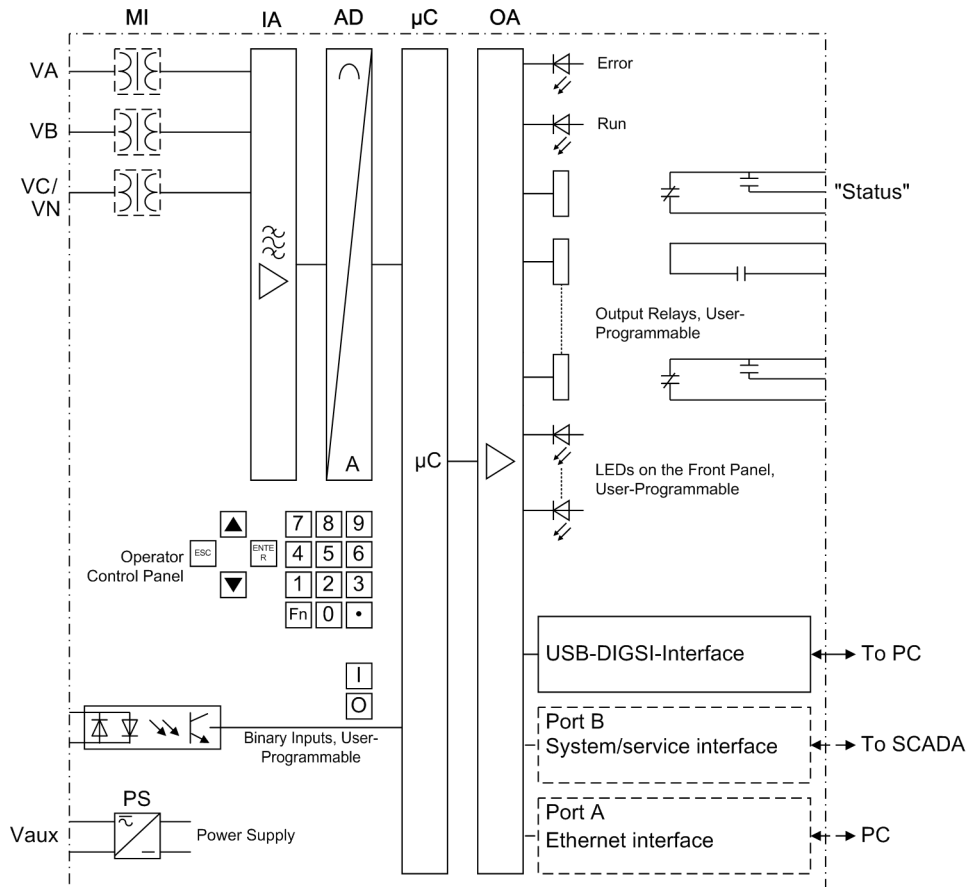 MI IA AD µC OA
VA
VB
VC/
VN
Error
Run
"Status"
Output Relays, User-
Programmable
A
µC
LEDs on the Front Panel,
User-Programmable
Operator
Control Panel
ESC
ENTE
R
7 8 9
4 5 6
1 2 3
Fn 0 •
I
O
Binary Inputs, User-
Programmable
USB-DIGSI-Interface
To PC
Port B
System/service interface
To SCADA
Port A
Ethernet interface
PC
PS
Vaux
Power Supply